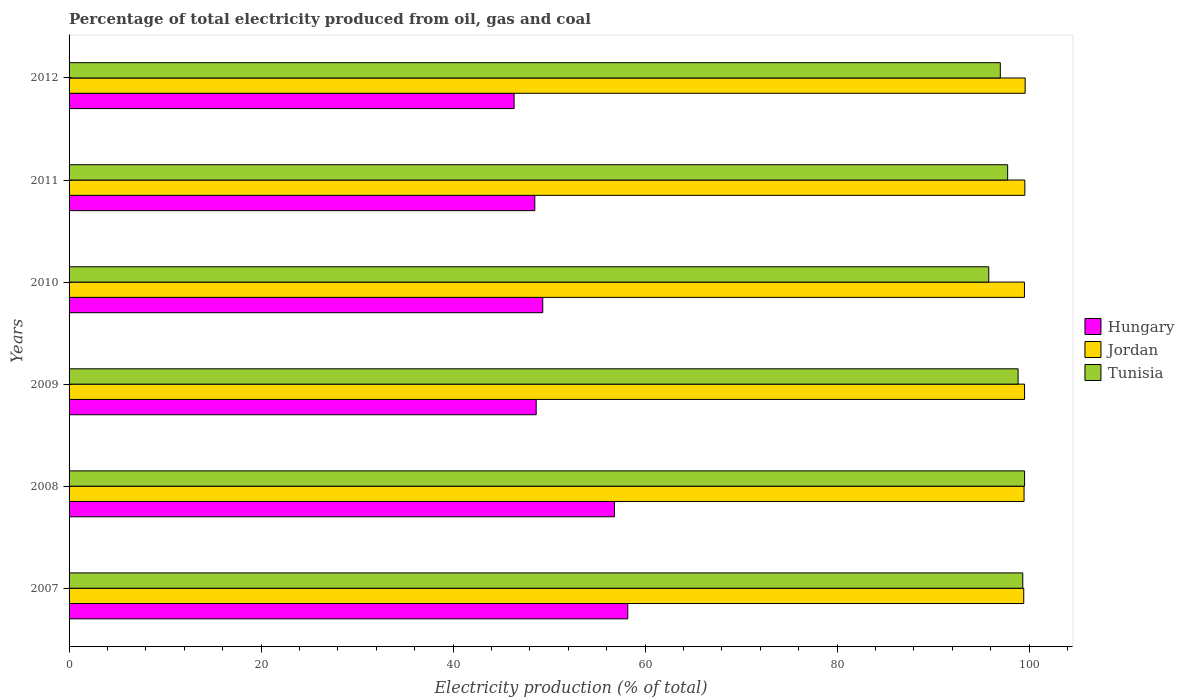 Percentage of total electricity produced from oil, gas and coal
2012
2011
2010
2009
2008
2007
Years
0
20
40
60
80
100
Electricity production (% of total)
Hungary
Jordan
Tunisia